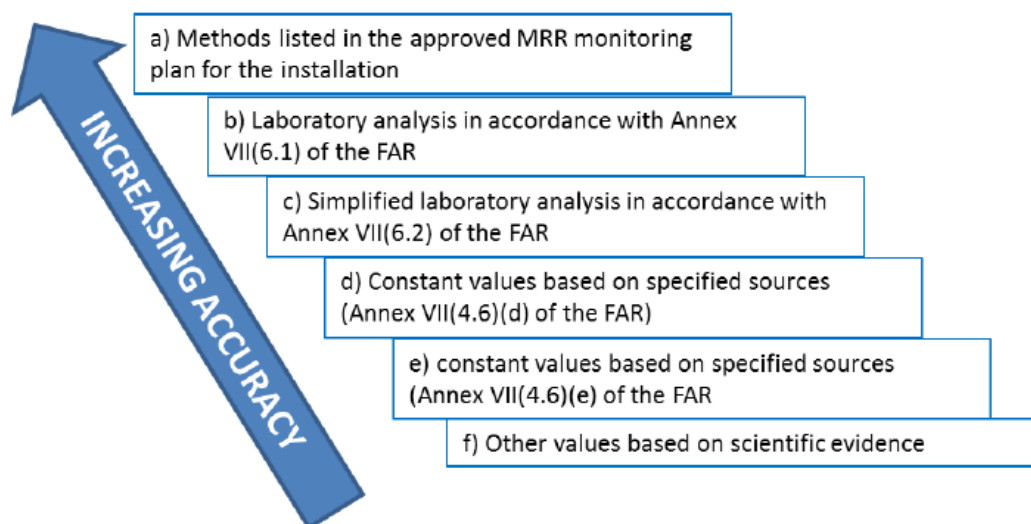 a) Methods listed in the approved MRR monitoring
plan for the installation
b) Laboratory analysis in accordance with Annex
VII(6.1) of the FAR
c) Simplified laboratory analysis in accordance with
Annex VII(6.2) of the FAR
d) Constant values based on specified sources
(Annex VII(4.6)(d) of the FAR)
e) constant values based on specified sources
(Annex VII(4.6)(e) of the FAR
f) Other values based on scientific evidence
INCREASING ACCURACY